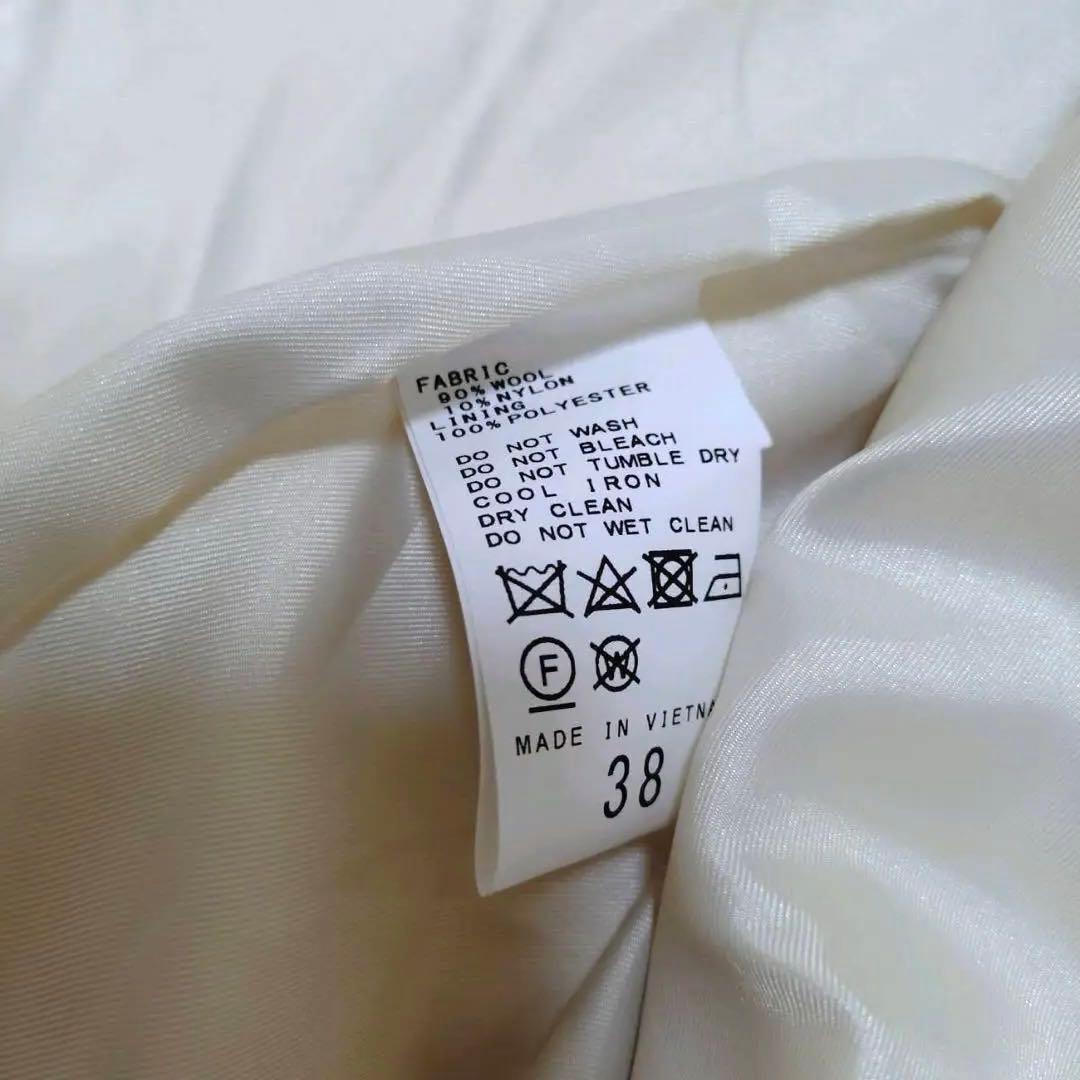 FABRIC
90% WOOL
10% NYLON
LINING
100% POLYESTER
DO NOT WASH
DO NOT BLEACH
DO NOT TUMBLE DRY
COOL IRON
DRY CLEAN
DO NOT WET CLEAN
F W
MADE IN VIETNA
38